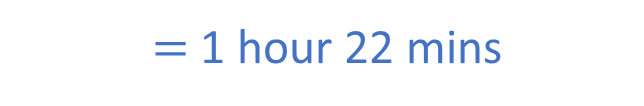 = 1 hour 22 mins